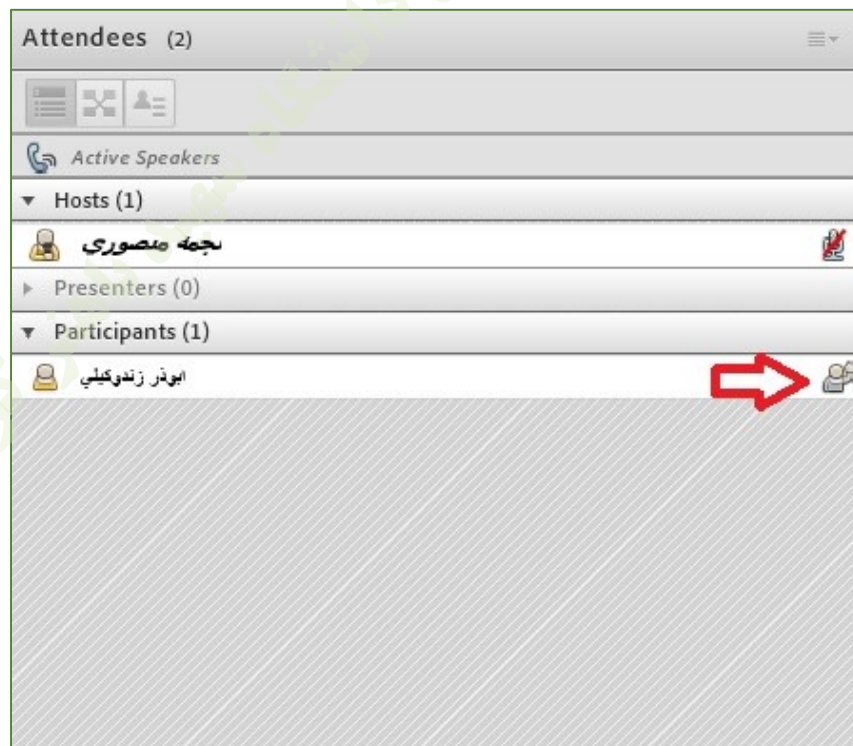 Attendees (2)
Active Speakers
Hosts (1)
نجمه منصوري
Presenters (0)
Participants (1)
ابوذر زندوكيلي